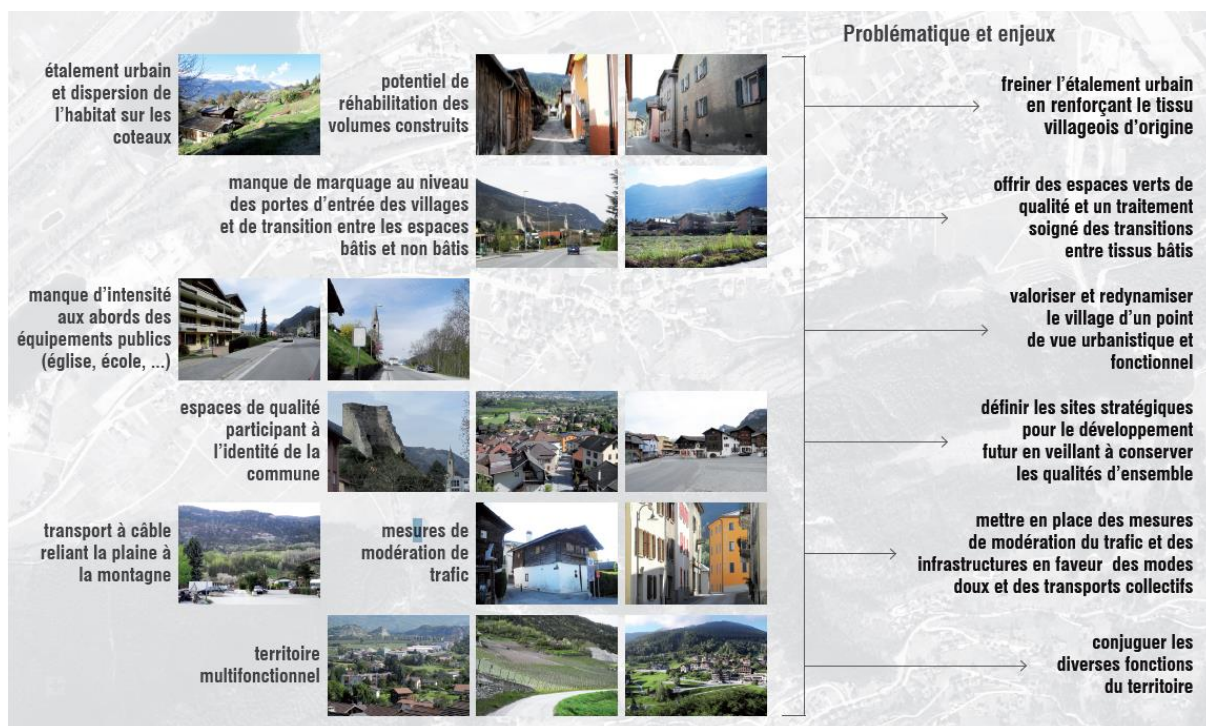 Problématique et enjeux
étalement urbain
et dispersion de
l'habitat sur les
coteaux
potentiel de
réhabilitation des
volumes construits
freiner l'étalement urbain
en renforçant le tissu
villageois d'origine
manque de marquage au niveau
des portes d'entrée des villages
et de transition entre les espaces
bâtis et non bâtis
offrir des espaces verts de
qualité et un traitement
soigné des transitions
entre tissus bâtis
manque d'intensité
aux abords des
équipements publics
(église, école, ...)
valoriser et redynamiser
le village d'un point
de vue urbanistique et
fonctionnel
espaces de qualité
participant à
l'identité de la
commune
définir les sites stratégiques
pour le développement
futur en veillant à conserver
les qualités d'ensemble
transport à câble
reliant la plaine à
la montagne
mesures de
modération de
trafic
mettre en place des mesures
de modération du trafic et des
infrastructures en faveur des modes
doux et des transports collectifs
territoire
multifonctionnel
conjuguer les
diverses fonctions
du territoire